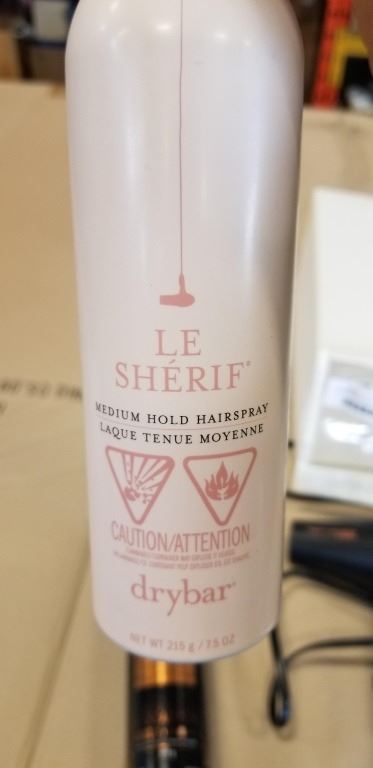 LE
SHÉRIF
MEDIUM HOLD HAIRSPRAY
LAQUE TENUE MOYENNE
CAUTION/ATTENTION
drybar
NET WT 215 g / 7.5 OZ